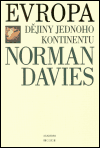 EVROPA
DĚJINY JEDNOHO
KONTINENTU
NORMAN
DAVIES